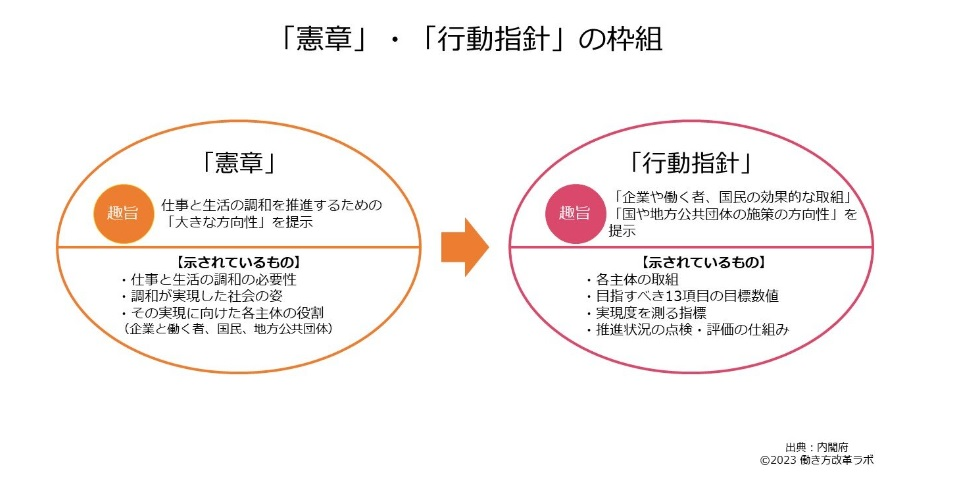 「憲章」・「行動指針」の枠組
「憲章」
趣旨
仕事と生活の調和を推進するための
「大きな方向性」を提示
【示されているもの】
・仕事と生活の調和の必要性
・調和が実現した社会の姿
・その実現に向けた各主体の役割
（企業と働く者、国民、地方公共団体）
「行動指針」
趣旨
「企業や働く者、国民の効果的な取組」
「国や地方公共団体の施策の方向性」を
提示
【示されているもの】
・各主体の取組
・目指すべき13項目の目標数値
・実現度を測る指標
・推進状況の点検・評価の仕組み
出典：内閣府
©2023 働き方改革ラボ